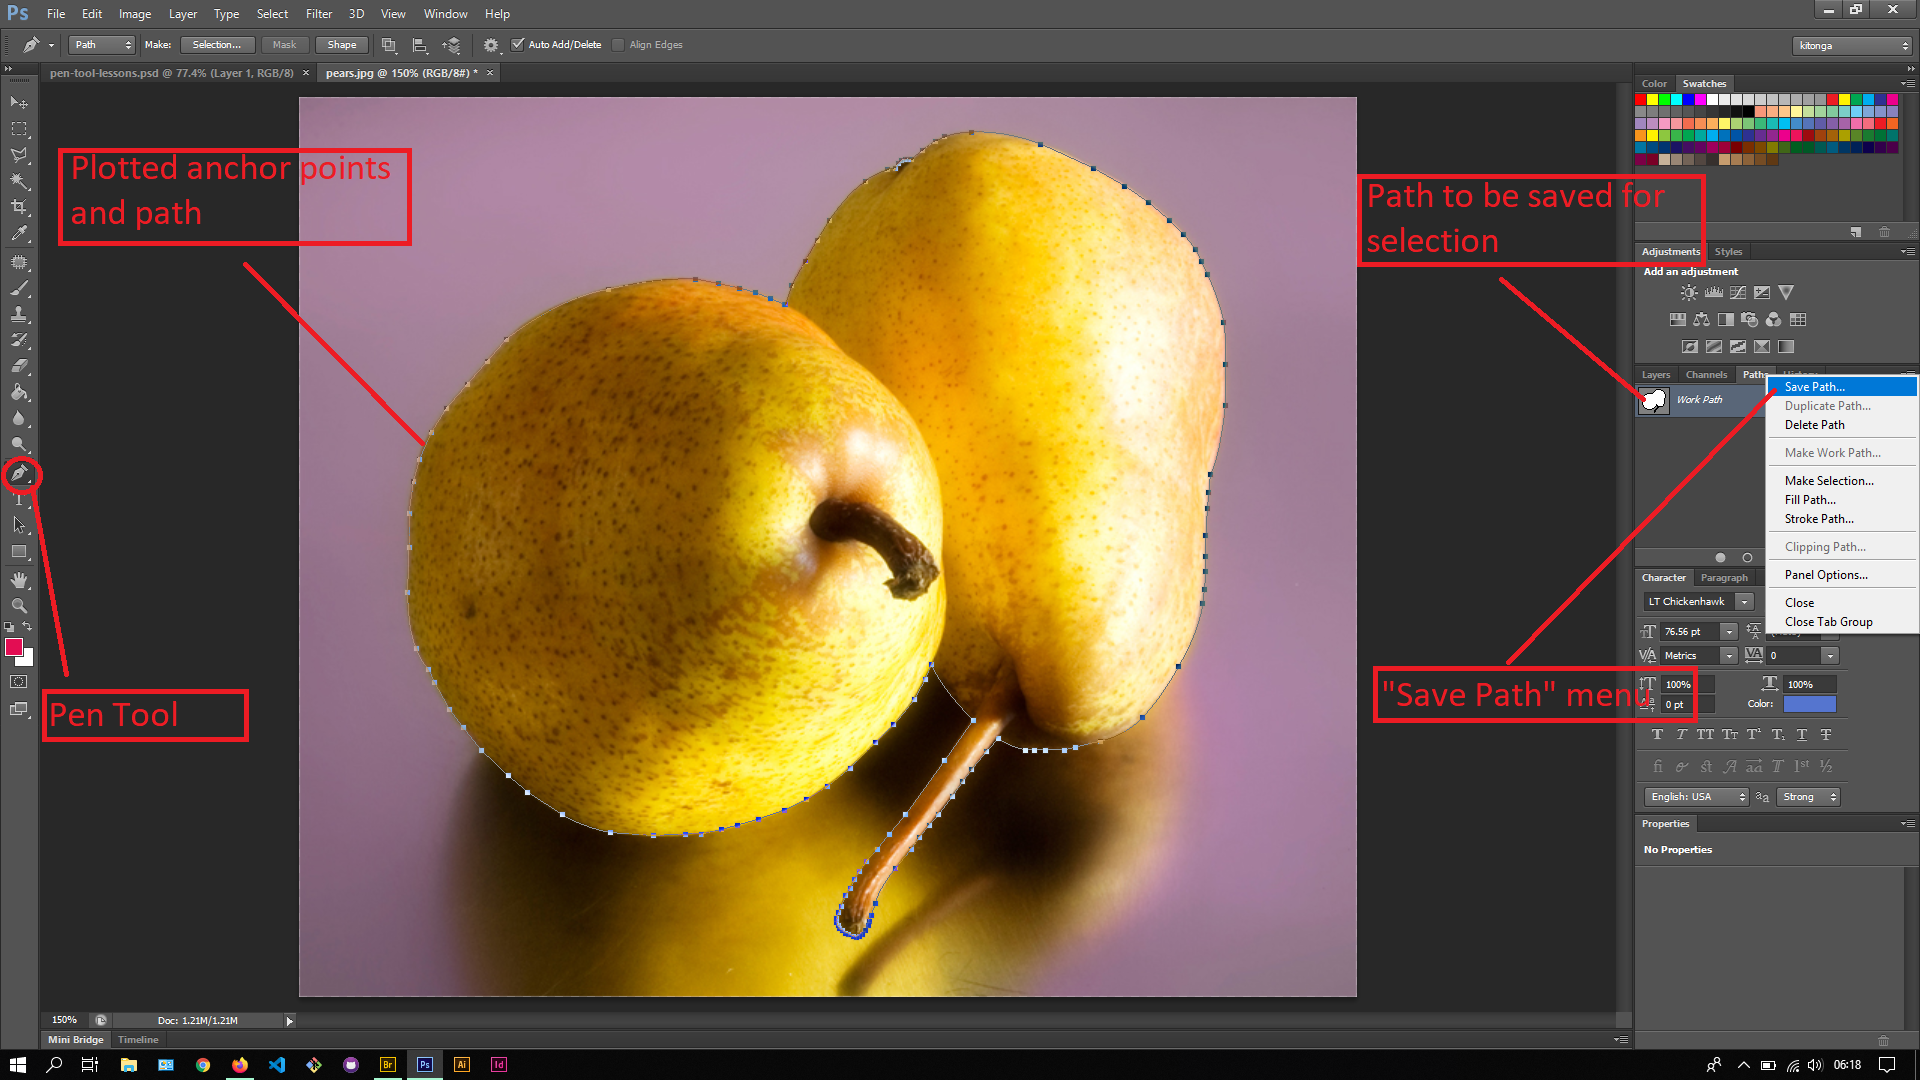 Ps File Edit Image Layer Type Select Filter 3D View Window Help
Path Make: Selection... Mask Shape Auto Add/Delete Align Edges kitonga
pen-tool-lessons.psd @ 77.4% (Layer 1, RGB/8) × pears.jpg @ 150% (RGB/8#) * ×
Color Swatches
Plotted anchor points
and path
Path to be saved for
selection
Adjustments Styles
Add an adjustment
Layers Channels Paths
Work Path
Save Path...
Duplicate Path...
Delete Path
Make Work Path...
Make Selection...
Fill Path...
Stroke Path...
Clipping Path...
Panel Options...
Close
Close Tab Group
Character Paragraph
LT Chickenhawk
76.56 pt
Metrics 0
100% 100%
0 pt Color:
"Save Path" menu
Pen Tool
English: USA aa Strong
Properties
No Properties
150% Doc: 1.21M/1.21M
Mini Bridge Timeline
Br Ps Ai Id 06:18